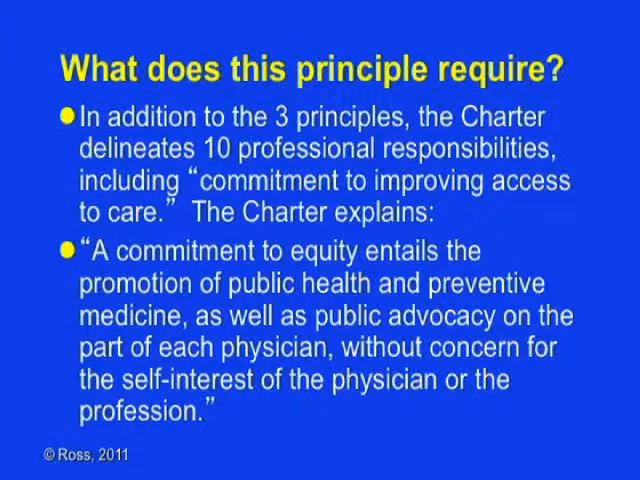 What does this principle require?
In addition to the 3 principles, the Charter
delineates 10 professional responsibilities,
including “commitment to improving access
to care.” The Charter explains:
“A commitment to equity entails the
promotion of public health and preventive
medicine, as well as public advocacy on the
part of each physician, without concern for
the self-interest of the physician or the
profession.”
© Ross, 2011